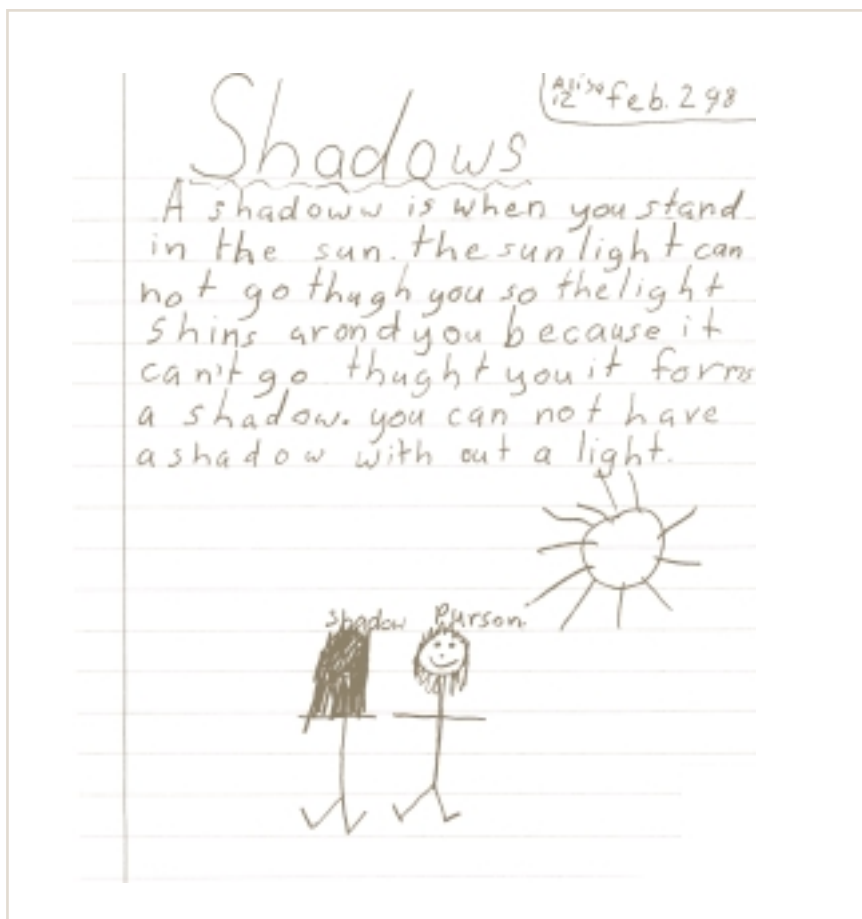 Alisa feb. 2 98
12
Shadows
A shadoww is when you stand
in the sun. the sun light can
not go thugh you so the light
Shins arond you because it
can't go thught you it forms
a shadow. you can not have
a shadow with out a light.
Shadow Purson